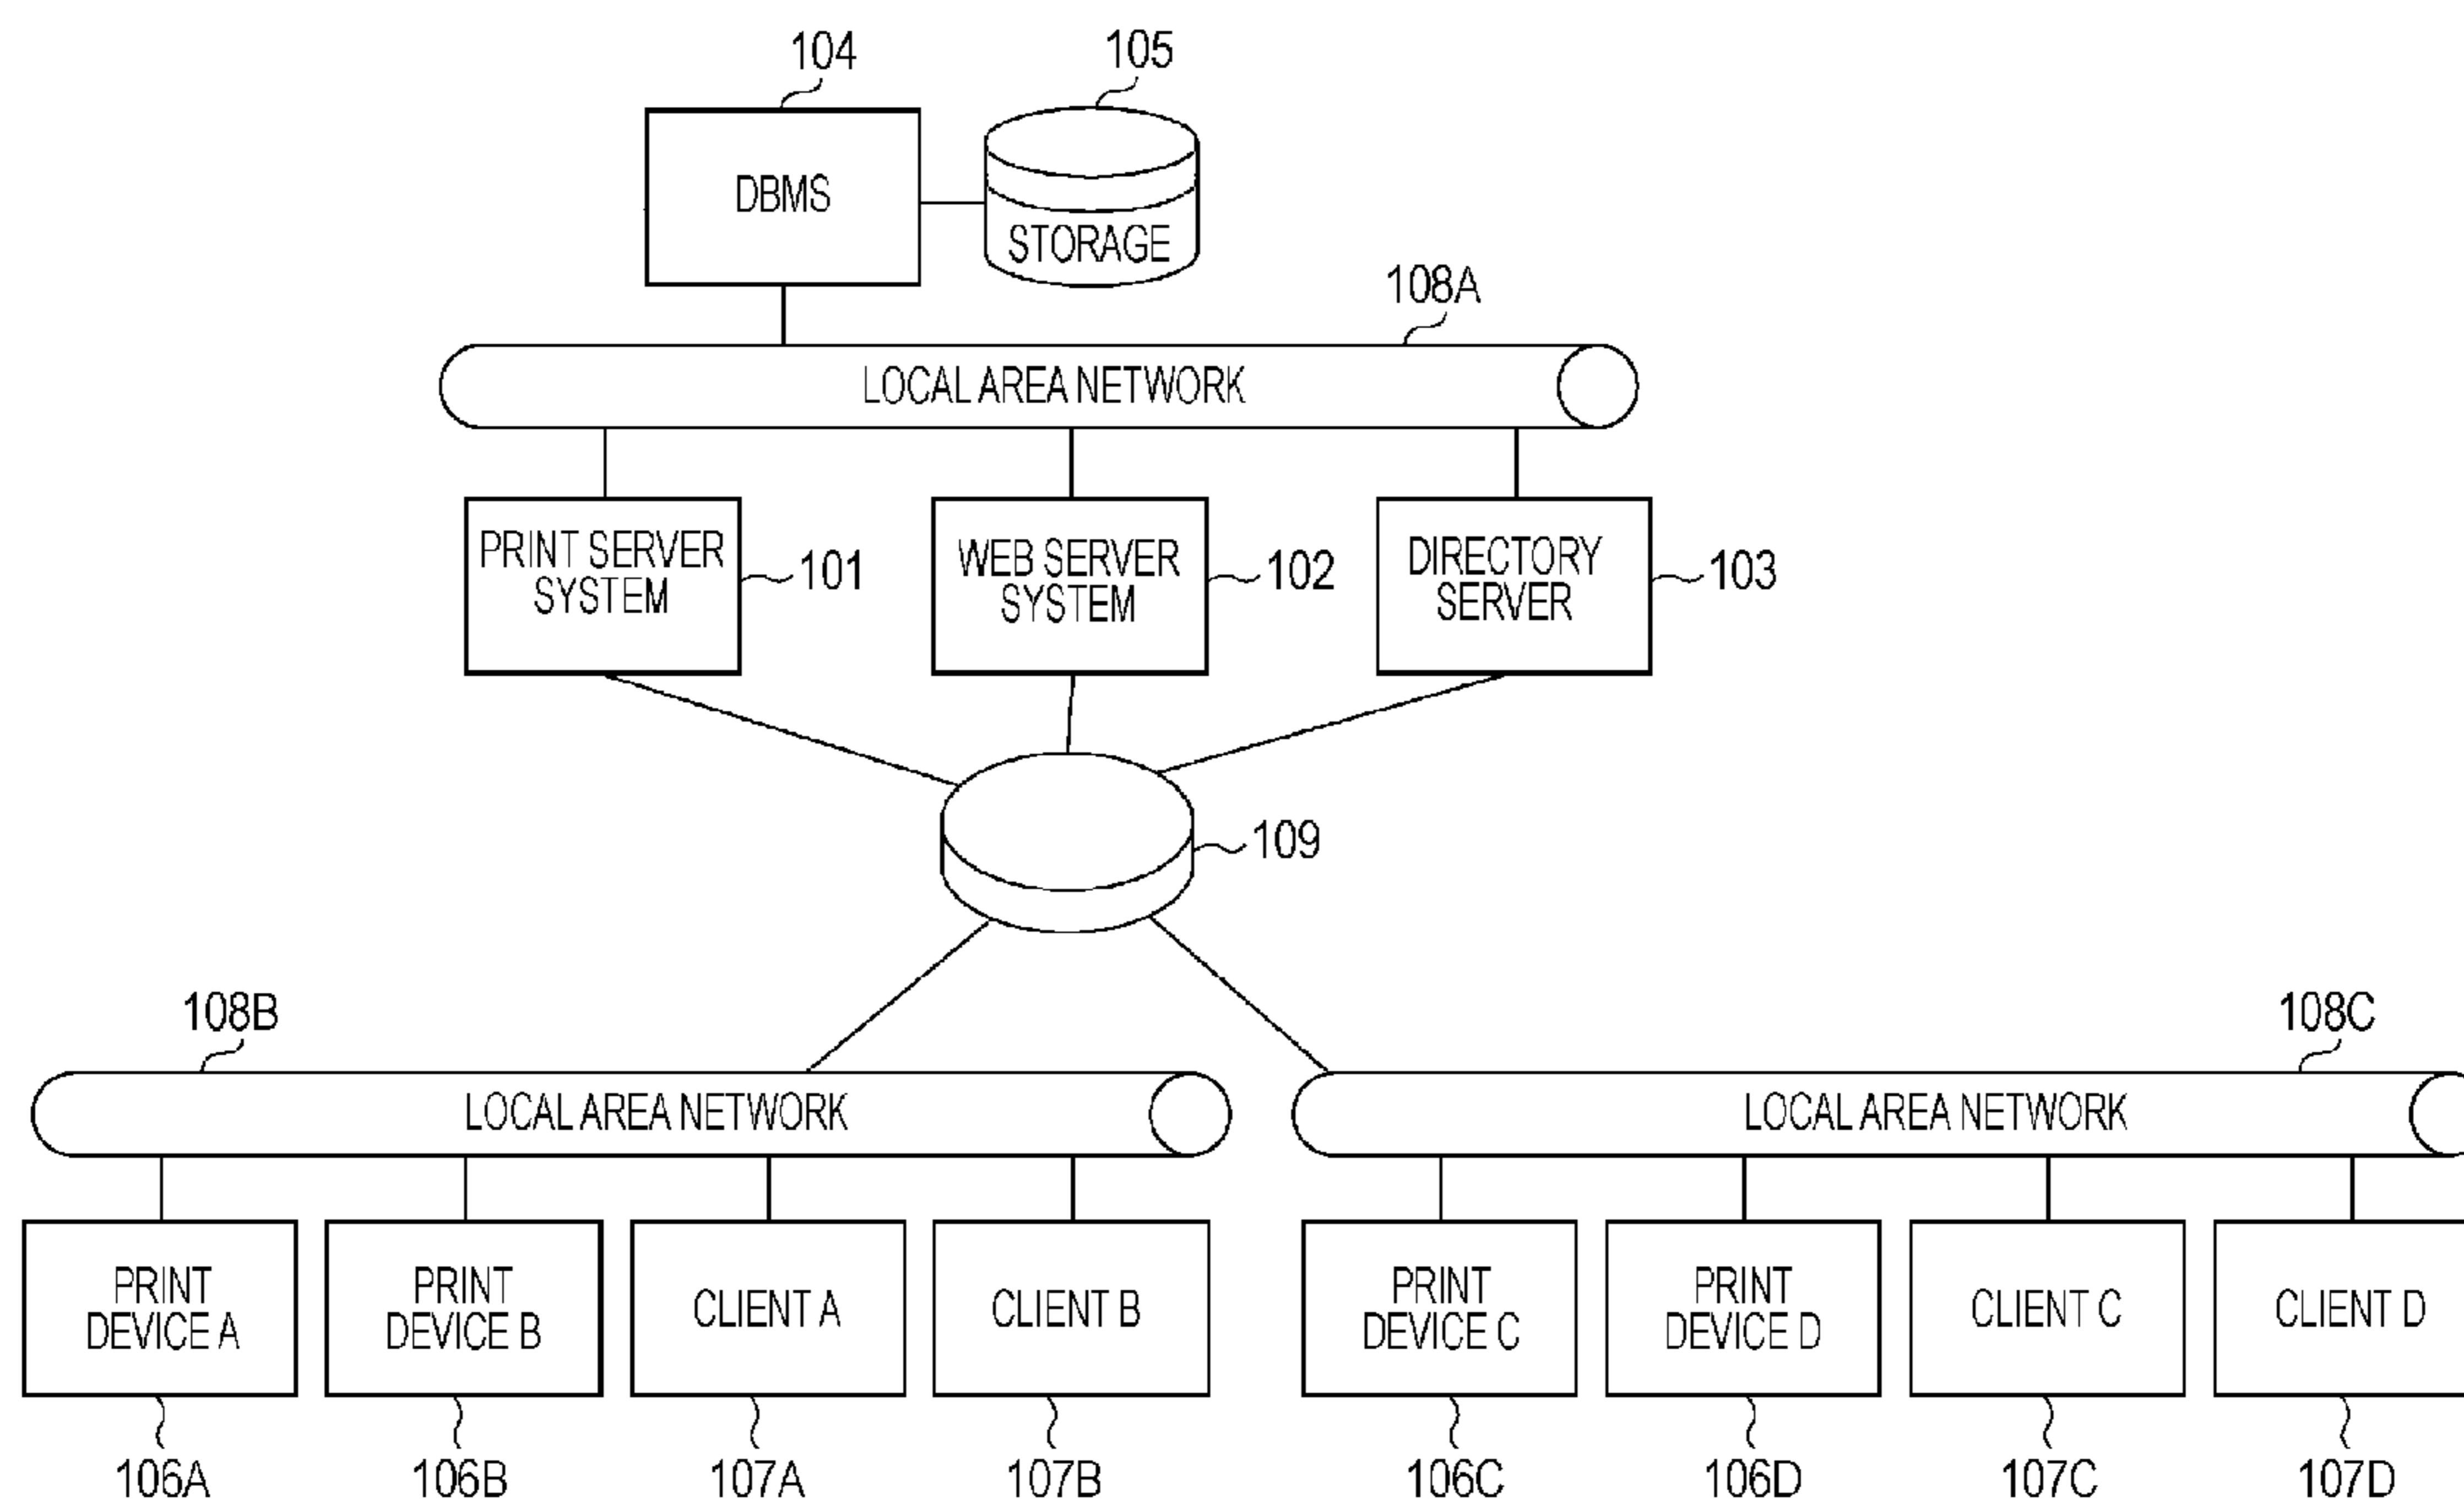 104
105
DBMS
STORAGE
108A
LOCAL AREA NETWORK
PRINT SERVER
SYSTEM
101
WEB SERVER
SYSTEM
102
DIRECTORY
SERVER
103
109
108B
108C
LOCAL AREA NETWORK
LOCAL AREA NETWORK
PRINT
DEVICE A
PRINT
DEVICE B
CLIENT A
CLIENT B
PRINT
DEVICE C
PRINT
DEVICE D
CLIENT C
CLIENT D
106A
106B
107A
107B
106C
106D
107C
107D